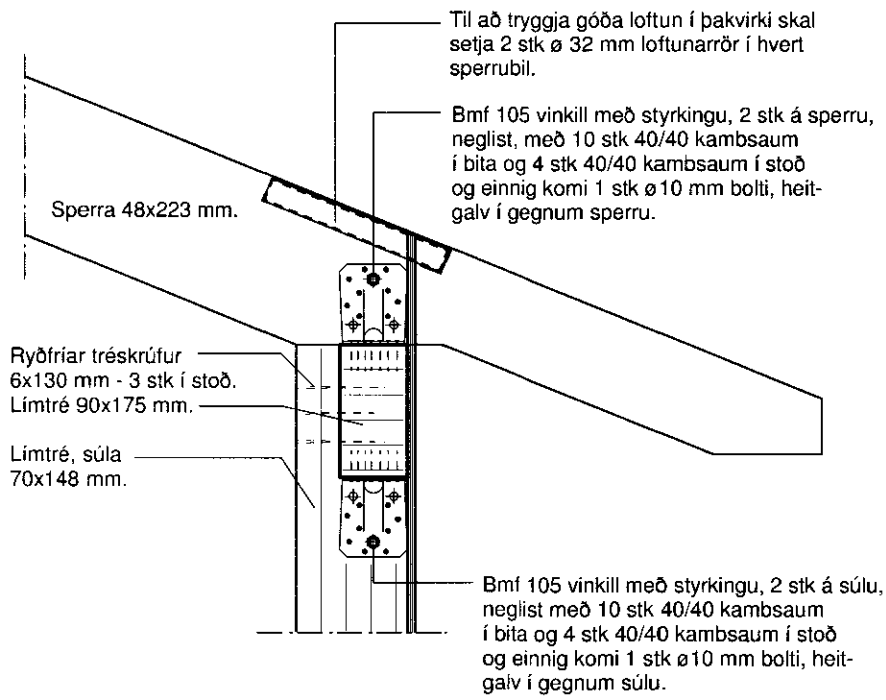 Til að tryggja góða loftun í þakvirki skal
setja 2 stk ø 32 mm loftunarrör í hvert
sperrubil.
Bmf 105 vinkill með styrkingu, 2 stk á sperru,
neglist, með 10 stk 40/40 kambsaum
í bita og 4 stk 40/40 kambsaum í stoð
og einnig komi 1 stk ø10 mm bolti, heit-
galv í gegnum sperru.
Sperra 48x223 mm.
Ryðfríar tréskrúfur
6x130 mm - 3 stk í stoð.
Límtré 90x175 mm.
Límtré, súla
70x148 mm.
Bmf 105 vinkill með styrkingu, 2 stk á súlu,
neglist með 10 stk 40/40 kambsaum
í bita og 4 stk 40/40 kambsaum í stoð
og einnig komi 1 stk ø10 mm bolti, heit-
galv í gegnum súlu.